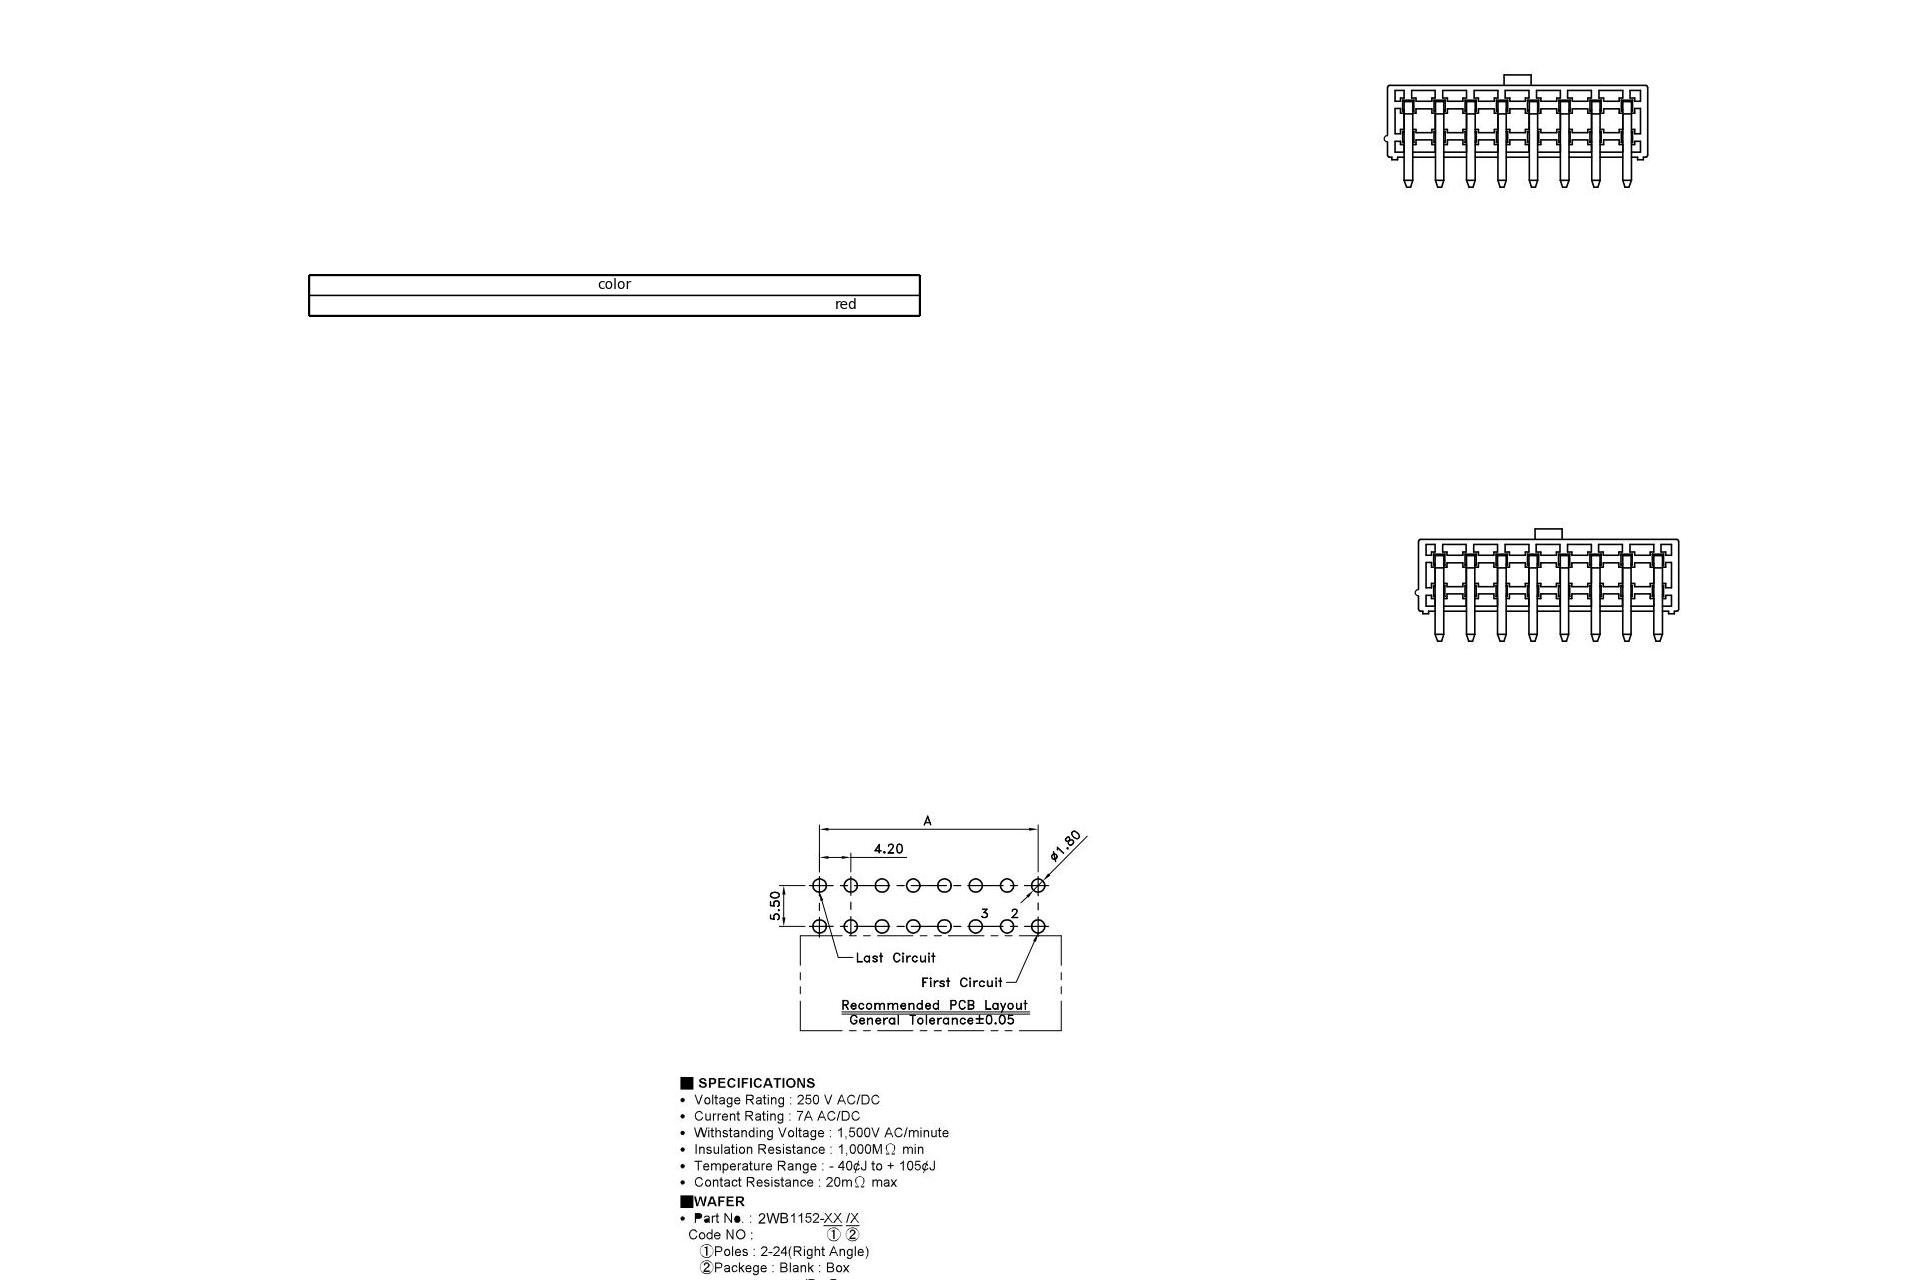 color
red
A
4.20
ø1.80
5.50
3 2
Last Circuit
First Circuit
Recommended PCB Layout
General Tolerance±0.05
■ SPECIFICATIONS
• Voltage Rating : 250 V AC/DC
• Current Rating : 7A AC/DC
• Withstanding Voltage : 1,500V AC/minute
• Insulation Resistance : 1,000MΩ min
• Temperature Range : - 40¢J to + 105¢J
• Contact Resistance : 20mΩ max
■WAFER
• Part No. : 2WB1152-XX /X
Code NO : ① ②
①Poles : 2-24(Right Angle)
②Packege : Blank : Box